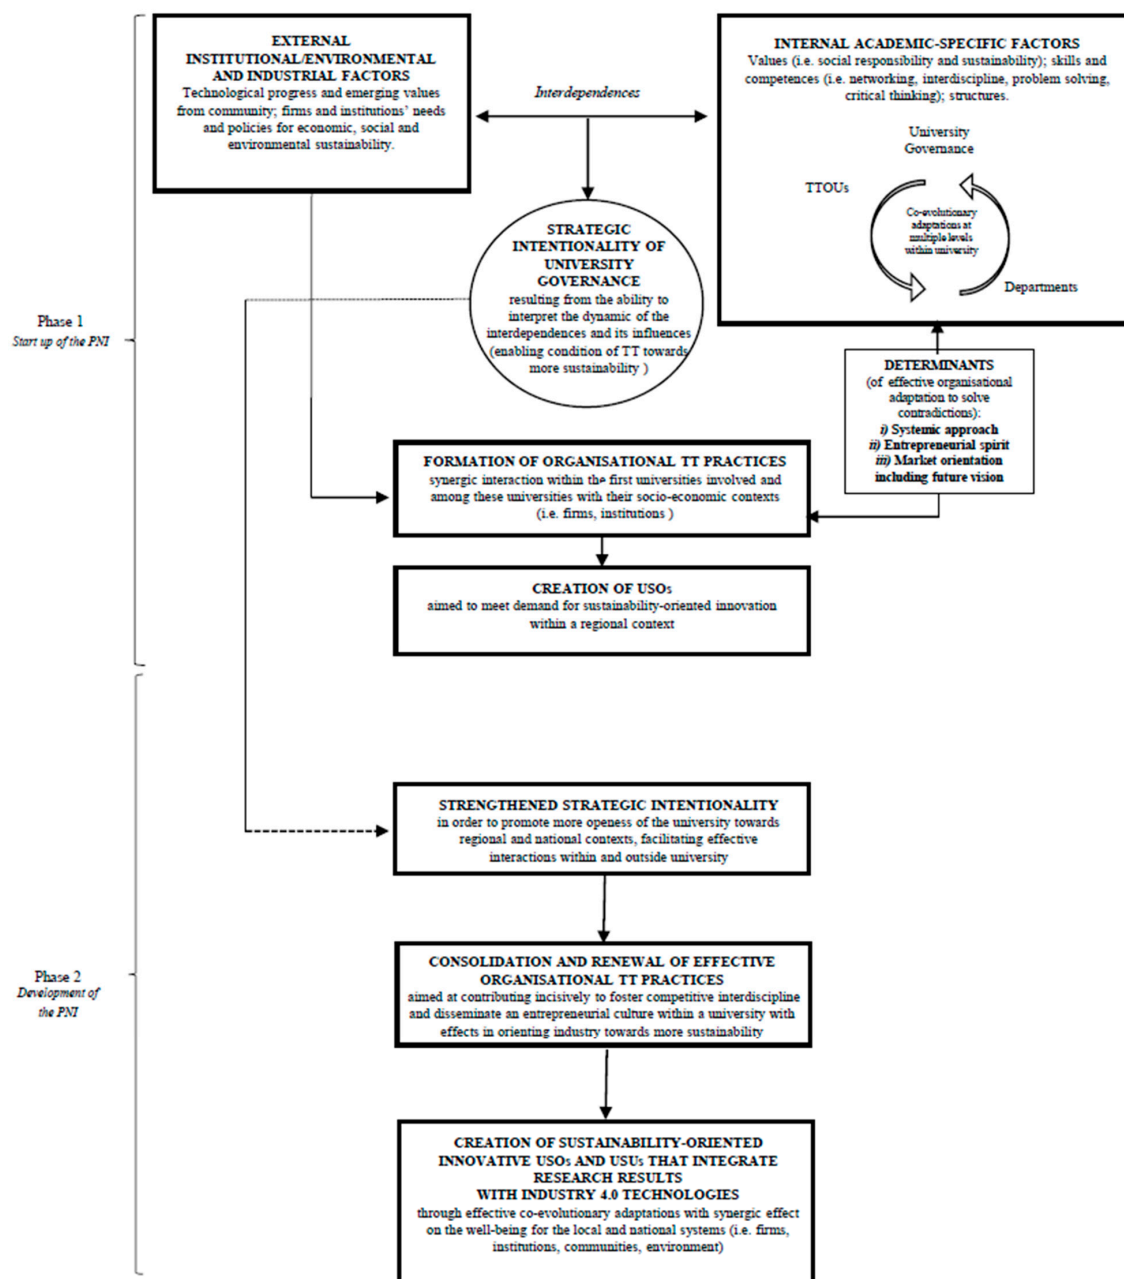 EXTERNAL
INSTITUTIONAL/ENVIRONMENTAL
AND INDUSTRIAL FACTORS
Technological progress and emerging values
from community; firms and institutions' needs
and policies for economic, social and
environmental sustainability.
Interdependences
INTERNAL ACADEMIC-SPECIFIC FACTORS
Values (i.e. social responsibility and sustainability); skills and
competences (i.e. networking, interdiscipline, problem solving,
critical thinking); structures.
University
Governance
TTOUs
Co-evolutionary
adaptations at
multiple levels
within university
Departments
STRATEGIC
INTENTIONALITY OF
UNIVERSITY
GOVERNANCE
resulting from the ability to
interpret the dynamic of the
interdependences and its influences
(enabling condition of TT towards
more sustainability )
Phase 1
Start up of the PNI
DETERMINANTS
(of effective organisational
adaptation to solve
contradictions):
i) Systemic approach
ii) Entrepreneurial spirit
iii) Market orientation
including future vision
FORMATION OF ORGANISATIONAL TT PRACTICES
synergic interaction within the first universities involved and
among these universities with their socio-economic contexts
(i.e. firms, institutions )
CREATION OF USOs
aimed to meet demand for sustainability-oriented innovation
within a regional context
STRENGTHENED STRATEGIC INTENTIONALITY
in order to promote more openess of the university towards
regional and national contexts, facilitating effective
interactions within and outside university
Phase 2
Development of
the PNI
CONSOLIDATION AND RENEWAL OF EFFECTIVE
ORGANISATIONAL TT PRACTICES
aimed at contributing incisively to foster competitive interdiscipline
and disseminate an entrepreneurial culture within a university with
effects in orienting industry towards more sustainability
CREATION OF SUSTAINABILITY-ORIENTED
INNOVATIVE USOs AND USUs THAT INTEGRATE
RESEARCH RESULTS
WITH INDUSTRY 4.0 TECHNOLOGIES
through effective co-evolutionary adaptations with synergic effect
on the well-being for the local and national systems (i.e. firms,
institutions, communities, environment)